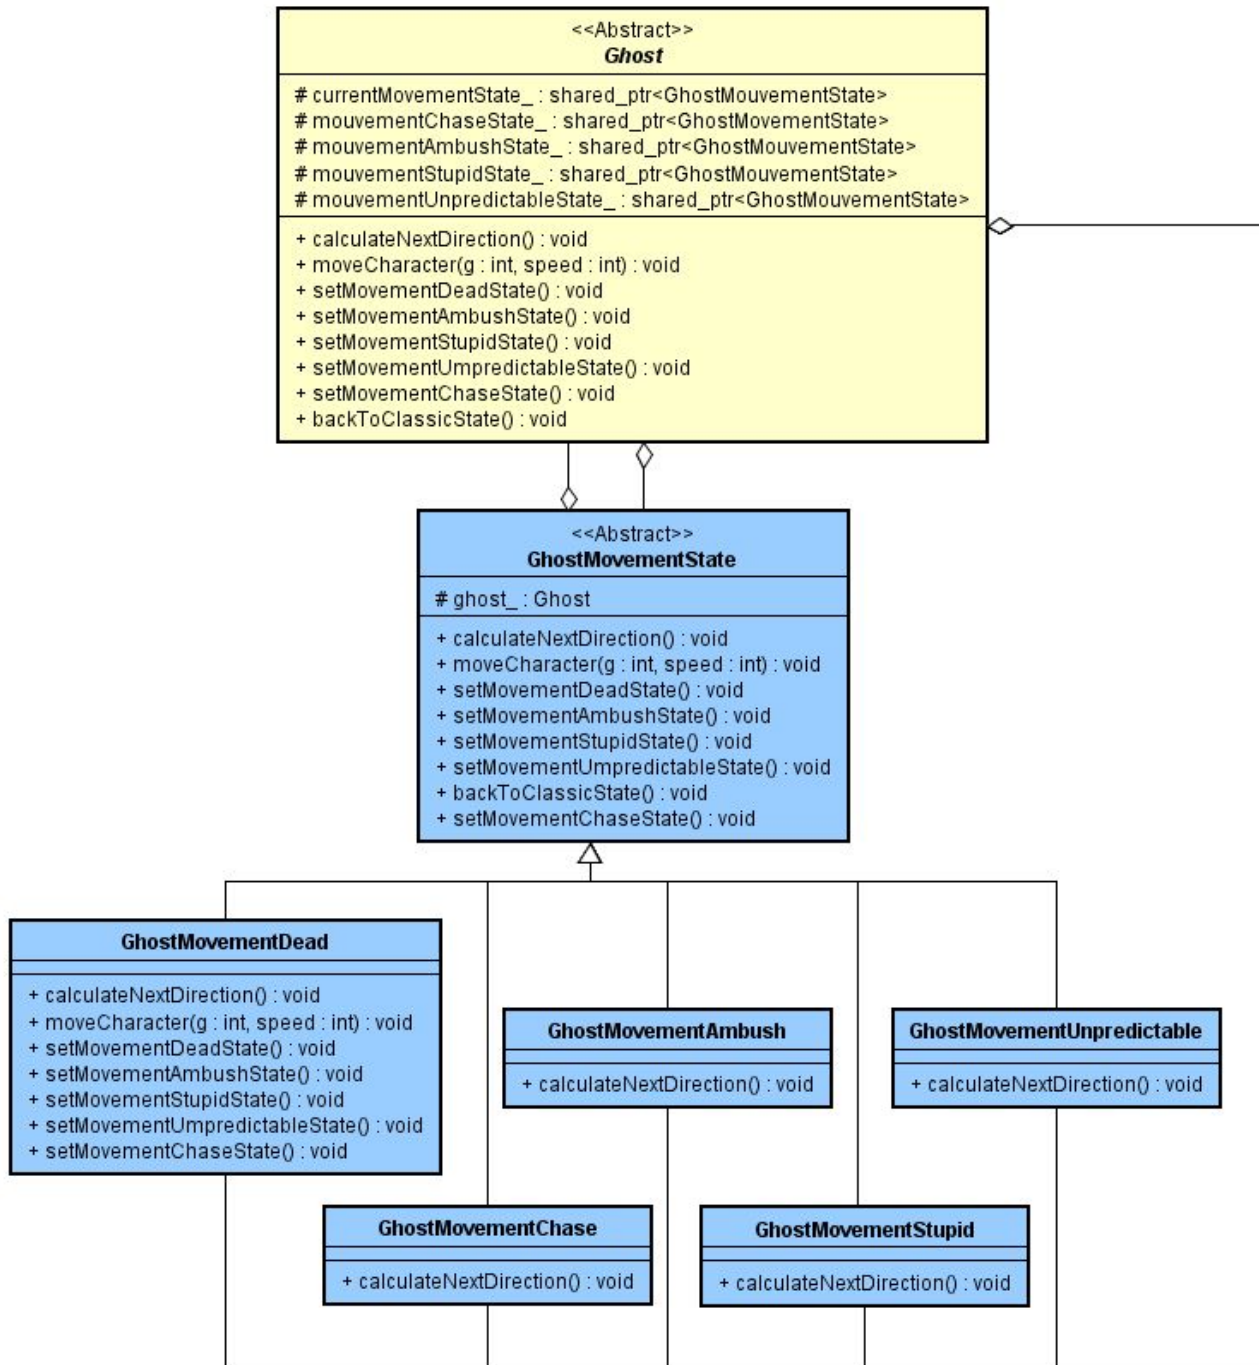 <<Abstract>>
Ghost
# currentMovementState_ : shared_ptr<GhostMouvementState>
# mouvementChaseState_ : shared_ptr<GhostMovementState>
# mouvementAmbushState_ : shared_ptr<GhostMouvementState>
# mouvementStupidState_ : shared_ptr<GhostMouvementState>
# mouvementUnpredictableState_ : shared_ptr<GhostMouvementState>
+ calculateNextDirection() : void
+ moveCharacter(g : int, speed : int) : void
+ setMovementDeadState() : void
+ setMovementAmbushState() : void
+ setMovementStupidState() : void
+ setMovementUmpredictableState() : void
+ setMovementChaseState() : void
+ backToClassicState() : void
<<Abstract>>
GhostMovementState
# ghost_ : Ghost
+ calculateNextDirection() : void
+ moveCharacter(g : int, speed : int) : void
+ setMovementDeadState() : void
+ setMovementAmbushState() : void
+ setMovementStupidState() : void
+ setMovementUmpredictableState() : void
+ backToClassicState() : void
+ setMovementChaseState() : void
GhostMovementDead
+ calculateNextDirection() : void
+ moveCharacter(g : int, speed : int) : void
+ setMovementDeadState() : void
+ setMovementAmbushState() : void
+ setMovementStupidState() : void
+ setMovementUmpredictableState() : void
+ setMovementChaseState() : void
GhostMovementAmbush
+ calculateNextDirection() : void
GhostMovementUnpredictable
+ calculateNextDirection() : void
GhostMovementChase
+ calculateNextDirection() : void
GhostMovementStupid
+ calculateNextDirection() : void